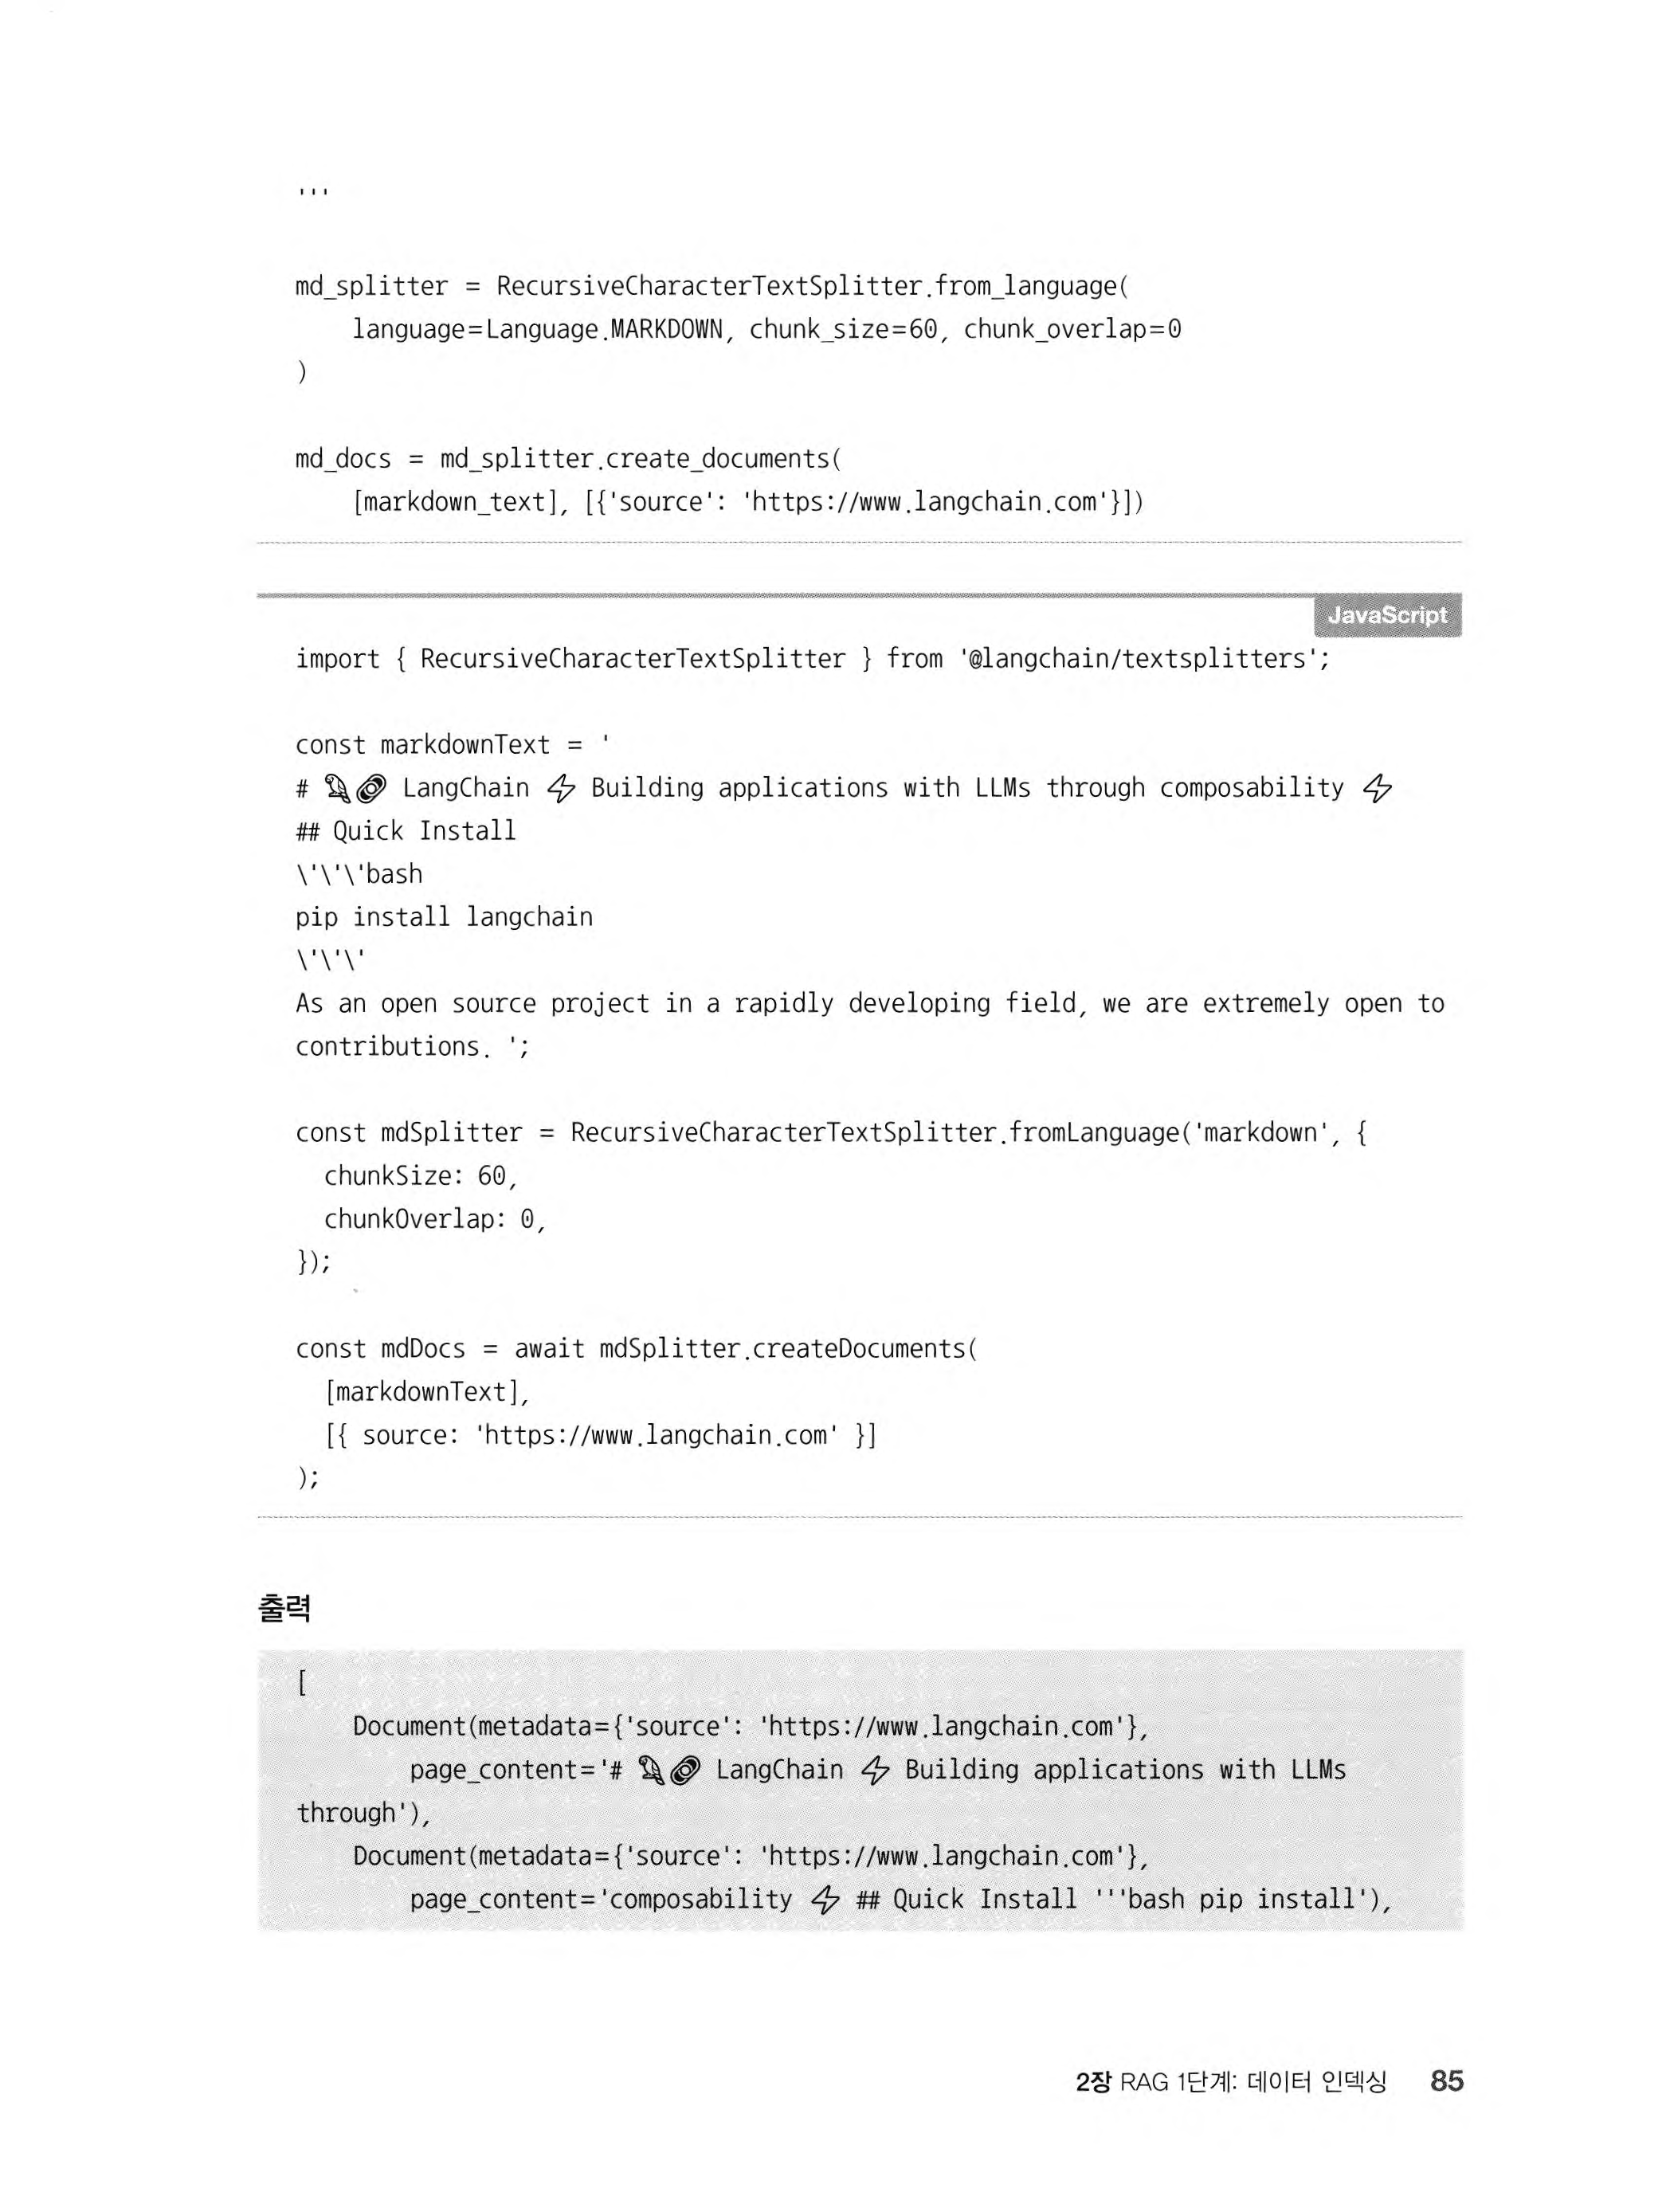 '''
md_splitter = RecursiveCharacterTextSplitter.from_language(
    language=Language.MARKDOWN, chunk_size=60, chunk_overlap=0
)
md_docs = md_splitter.create_documents(
    [markdown_text], [{'source': 'https://www.langchain.com'}])
JavaScript
import { RecursiveCharacterTextSplitter } from '@langchain/textsplitters';
const markdownText = '
# 🦜🔗 LangChain ⚡ Building applications with LLMs through composability ⚡
## Quick Install
\'\'\'bash
pip install langchain
\'\'\'
As an open source project in a rapidly developing field, we are extremely open to
contributions. ';
const mdSplitter = RecursiveCharacterTextSplitter.fromLanguage('markdown', {
  chunkSize: 60,
  chunkOverlap: 0,
});
const mdDocs = await mdSplitter.createDocuments(
  [markdownText],
  [{ source: 'https://www.langchain.com' }]
);
출력
[
    Document(metadata={'source': 'https://www.langchain.com'},
        page_content='# 🦜🔗 LangChain ⚡ Building applications with LLMs
through'),
    Document(metadata={'source': 'https://www.langchain.com'},
        page_content='composability ⚡ ## Quick Install '''bash pip install'),
2장 RAG 1단계: 데이터 인덱싱 85